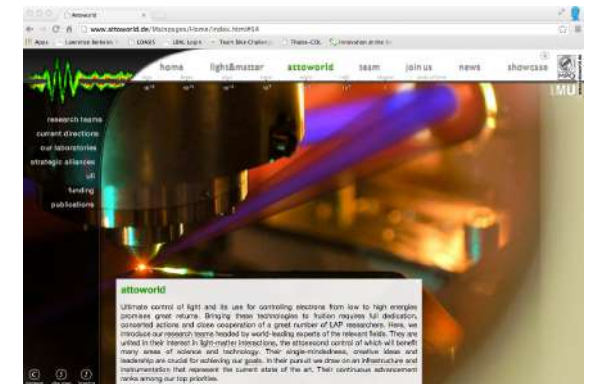 Attoworld
www.attoworld.de/Mainpages/Home/index.html#64
Apps
LOASIS
home light&matter attoworld team join us news showcase
MPQ
LMU
research teams
current directions
our laboratories
strategic alliances
ufl
funding
publications
attoworld
Ultimate control of light and its use for controlling electrons from low to high energies
promises great returns. Bringing these technologies to fruition requires full dedication,
concerted actions and close cooperation of a great number of LAP researchers. Here, we
introduce our research teams headed by world-leading experts of the relevant fields. They are
united in their interest in light-matter interactions, the attosecond control of which will benefit
many areas of science and technology. Their single-mindedness, creative ideas and
leadership are crucial for achieving our goals. In their pursuit we draw on an infrastructure and
instrumentation that represent the current state of the art. Their continuous advancement
ranks among our top priorities.